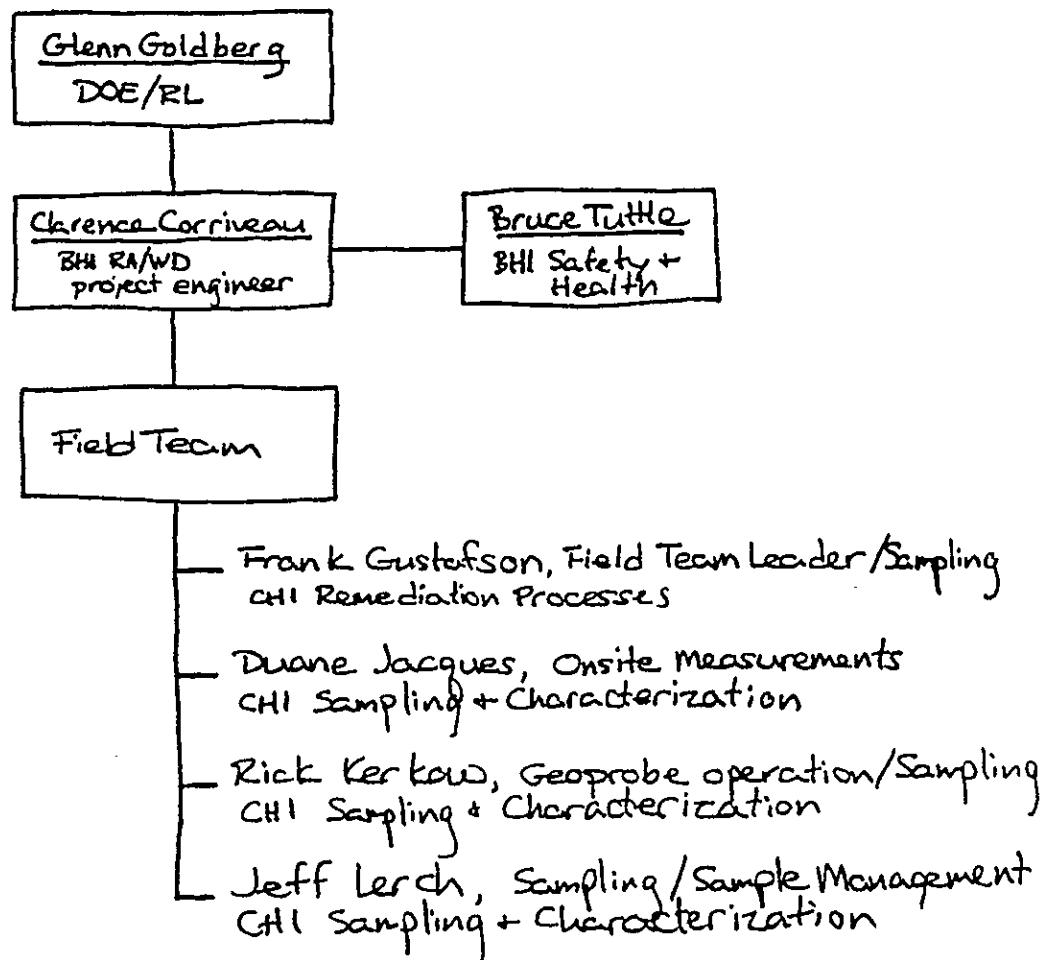 Glenn Goldberg
DOE/RL
Clarence Corriveau
BHI RA/WD
project engineer
Bruce Tuttle
BHI Safety +
Health
Field Team
Frank Gustafson, Field Team Leader/Sampling
CHI Remediation Processes
Duane Jacques, Onsite Measurements
CHI Sampling + Characterization
Rick Kerkow, Geoprobe operation/Sampling
CHI Sampling + Characterization
Jeff Lerch, Sampling/Sample Management
CHI Sampling + Characterization